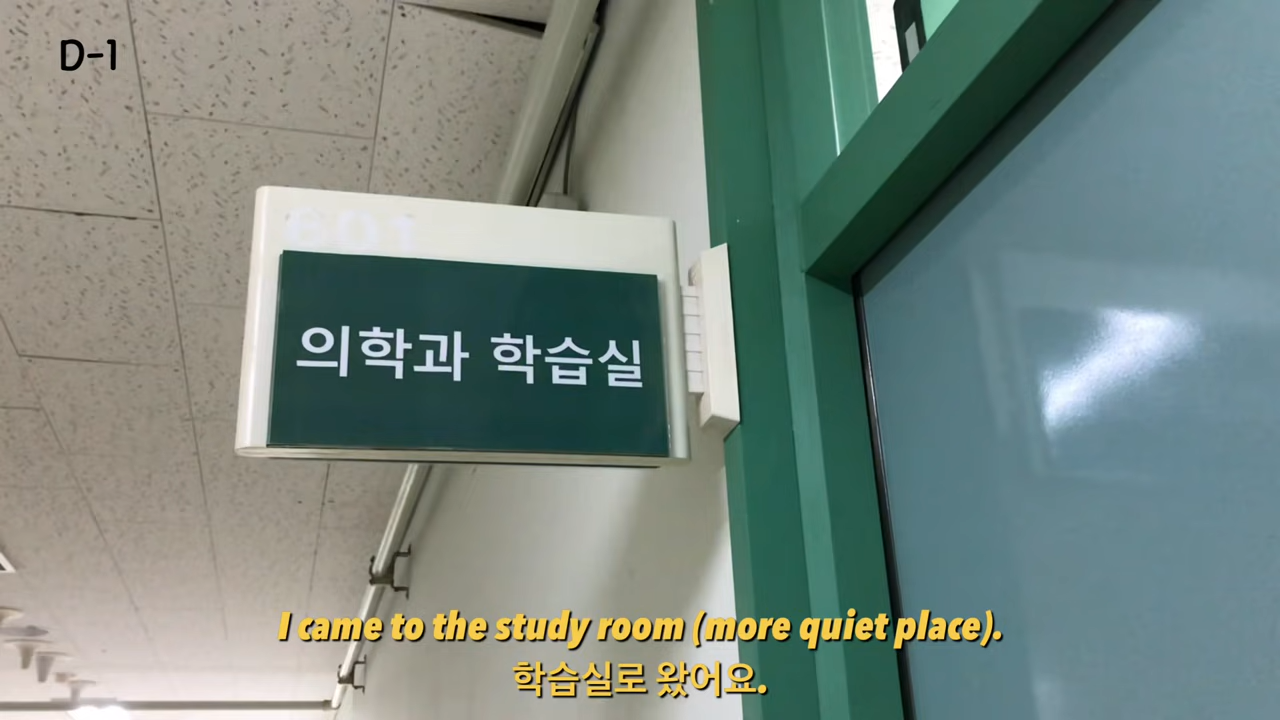 D-1
601
의학과 학습실
I came to the study room (more quiet place).
학습실로 왔어요.